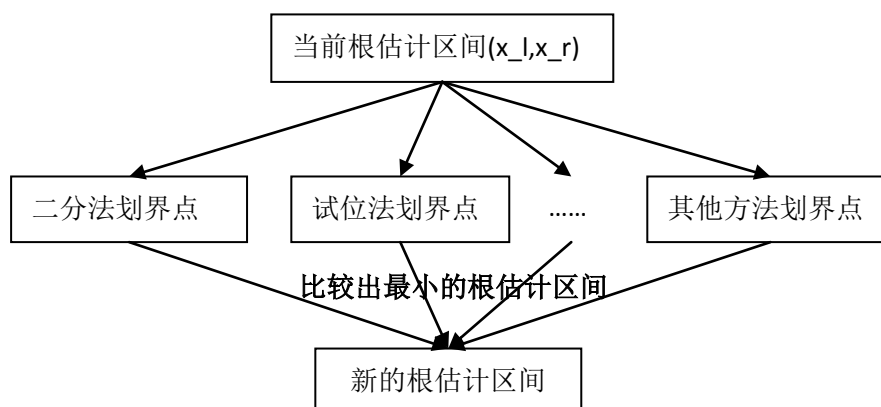 当前根估计区间(x_l,x_r)
二分法划界点
试位法划界点
……
其他方法划界点
比较出最小的根估计区间
新的根估计区间